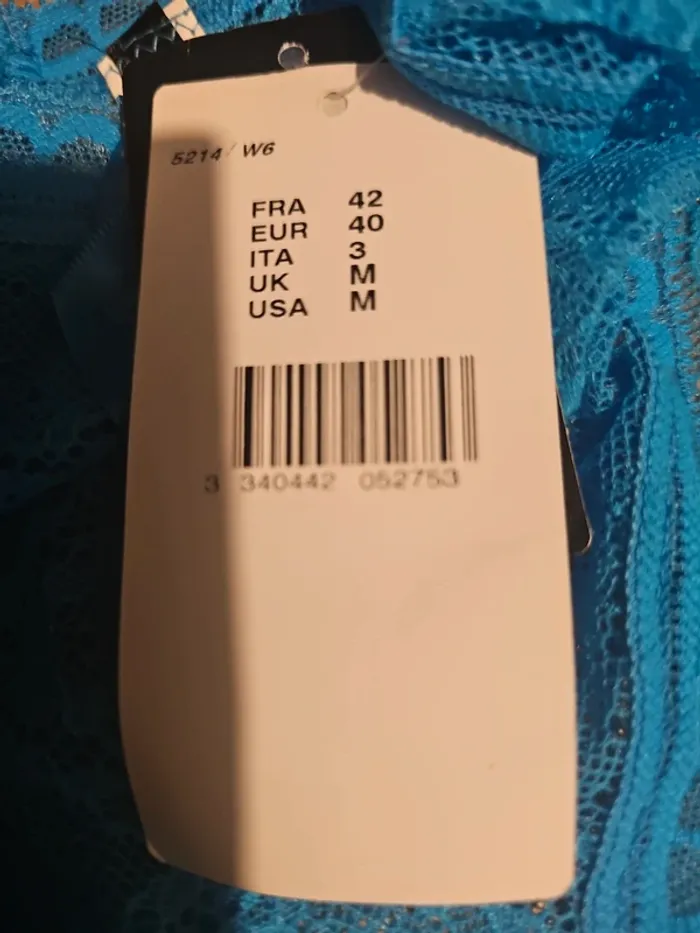 5214/ W6
FRA 42
EUR 40
ITA 3
UK M
USA M
3 340442 052753